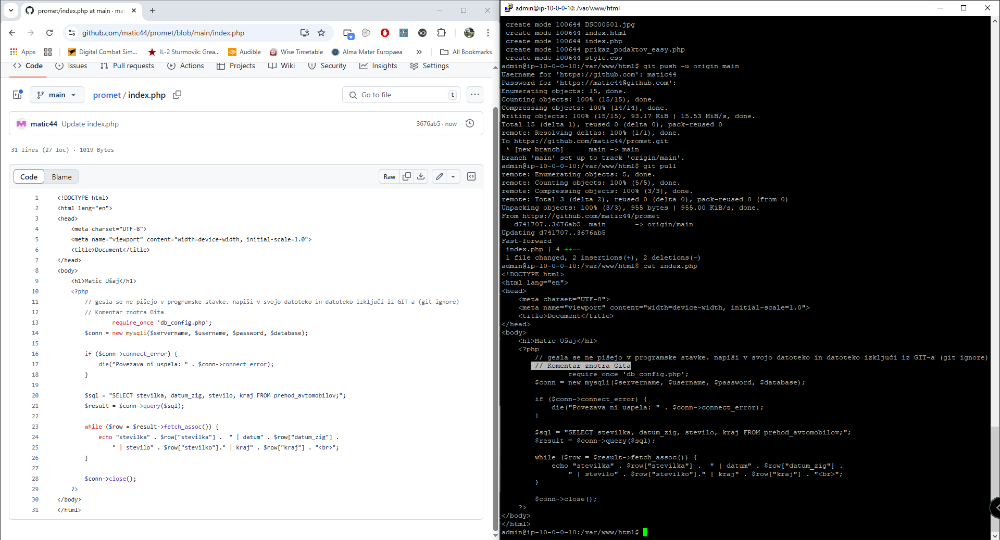 promet/index.php at main · mat
github.com/matic44/promet/blob/main/index.php
Apps
Digital Combat Sim...
IL-2 Sturmovik: Grea...
Audible
Wise Timetable
Alma Mater Europaea
»
All Bookmarks
Code
Issues
Pull requests
Actions
Projects
Wiki
Security
Insights
Settings
main
promet / index.php
Go to file
t
matic44 Update index.php
3676ab5 · now
31 lines (27 loc) · 1019 Bytes
Code
Blame
Raw
1 <!DOCTYPE html>
2 <html lang="en">
3 <head>
4 <meta charset="UTF-8">
5 <meta name="viewport" content="width=device-width, initial-scale=1.0">
6 <title>Document</title>
7 </head>
8 <body>
9 <h1>Matic Ušaj</h1>
10 <?php
11 // gesla se ne pišejo v programske stavke. napiši v svojo datoteko in datoteko izključi iz GIT-a (git ignore)
12 // Komentar znotra Gita
13 require_once 'db_config.php';
14 $conn = new mysqli($servername, $username, $password, $database);
15
16 if ($conn->connect_error) {
17 die("Povezava ni uspela: " . $conn->connect_error);
18 }
19
20 $sql = "SELECT stevilka, datum_zig, stevilo, kraj FROM prehod_avtomobilov;";
21 $result = $conn->query($sql);
22
23 while ($row = $result->fetch_assoc()) {
24 echo "stevilka" . $row["stevilka"] .  " | datum" . $row["datum_zig"] .
25 " | stevilo" . $row["stevilko"]." | kraj" . $row["kraj"] . "<br>";
26 }
27
28 $conn->close();
29 ?>
30 </body>
31 </html>
admin@ip-10-0-0-10: /var/www/html
create mode 100644 DSC00501.jpg
create mode 100644 index.html
create mode 100644 index.php
create mode 100644 prikaz_podaktov_easy.php
create mode 100644 style.css
admin@ip-10-0-0-10:/var/www/html$ git push -u origin main
Username for 'https://github.com': matic44
Password for 'https://matic44@github.com':
Enumerating objects: 15, done.
Counting objects: 100% (15/15), done.
Compressing objects: 100% (14/14), done.
Writing objects: 100% (15/15), 93.17 KiB | 15.53 MiB/s, done.
Total 15 (delta 1), reused 0 (delta 0), pack-reused 0
remote: Resolving deltas: 100% (1/1), done.
To https://github.com/matic44/promet.git
* [new branch]      main -> main
branch 'main' set up to track 'origin/main'.
admin@ip-10-0-0-10:/var/www/html$ git pull
remote: Enumerating objects: 5, done.
remote: Counting objects: 100% (5/5), done.
remote: Compressing objects: 100% (3/3), done.
remote: Total 3 (delta 2), reused 0 (delta 0), pack-reused 0 (from 0)
Unpacking objects: 100% (3/3), 955 bytes | 955.00 KiB/s, done.
From https://github.com/matic44/promet
d741707..3676ab5  main       -> origin/main
Updating d741707..3676ab5
Fast-forward
index.php | 4 ++--
1 file changed, 2 insertions(+), 2 deletions(-)
admin@ip-10-0-0-10:/var/www/html$ cat index.php
<!DOCTYPE html>
<html lang="en">
<head>
<meta charset="UTF-8">
<meta name="viewport" content="width=device-width, initial-scale=1.0">
<title>Document</title>
</head>
<body>
<h1>Matic Ušaj</h1>
<?php
// gesla se ne pišejo v programske stavke. napiši v svojo datoteko in datoteko izključi iz GIT-a (git ignore)
// Komentar znotra Gita
require_once 'db_config.php';
$conn = new mysqli($servername, $username, $password, $database);
if ($conn->connect_error) {
die("Povezava ni uspela: " . $conn->connect_error);
}
$sql = "SELECT stevilka, datum_zig, stevilo, kraj FROM prehod_avtomobilov;";
$result = $conn->query($sql);
while ($row = $result->fetch_assoc()) {
echo "stevilka" . $row["stevilka"] .  " | datum" . $row["datum_zig"] .
" | stevilo" . $row["stevilko"]." | kraj" . $row["kraj"] . "<br>";
}
$conn->close();
?>
</body>
</html>
admin@ip-10-0-0-10:/var/www/html$